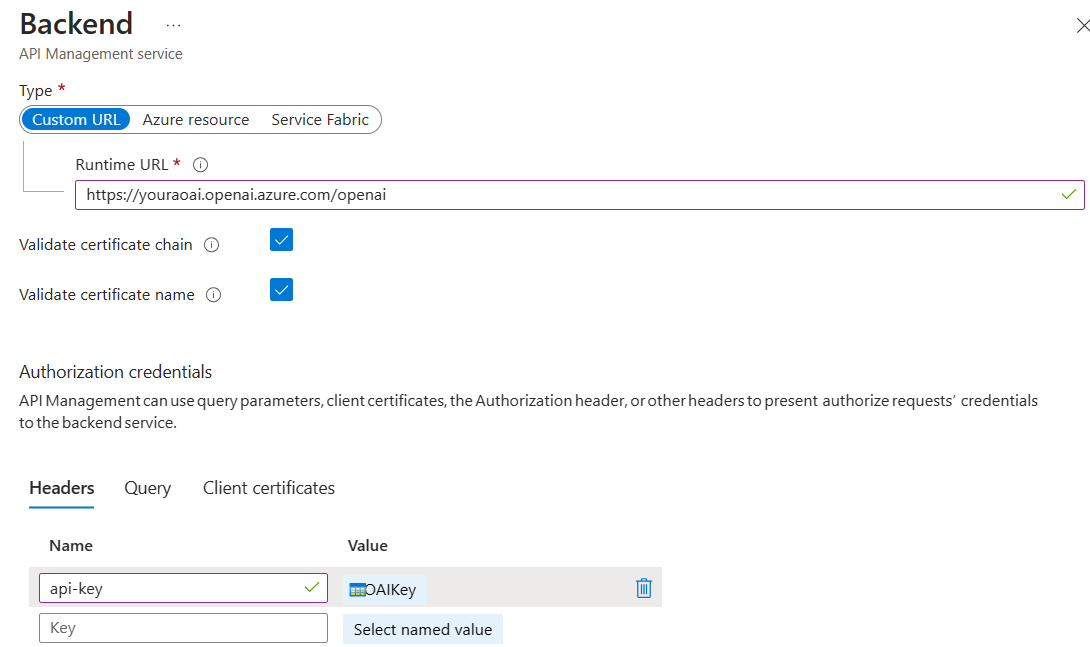 Backend ...
API Management service
Type *
Custom URL Azure resource Service Fabric
Runtime URL *
https://youraoai.openai.azure.com/openai
Validate certificate chain
Validate certificate name
Authorization credentials
API Management can use query parameters, client certificates, the Authorization header, or other headers to present authorize requests’ credentials
to the backend service.
Headers Query Client certificates
Name Value
api-key OAIKey
Key Select named value